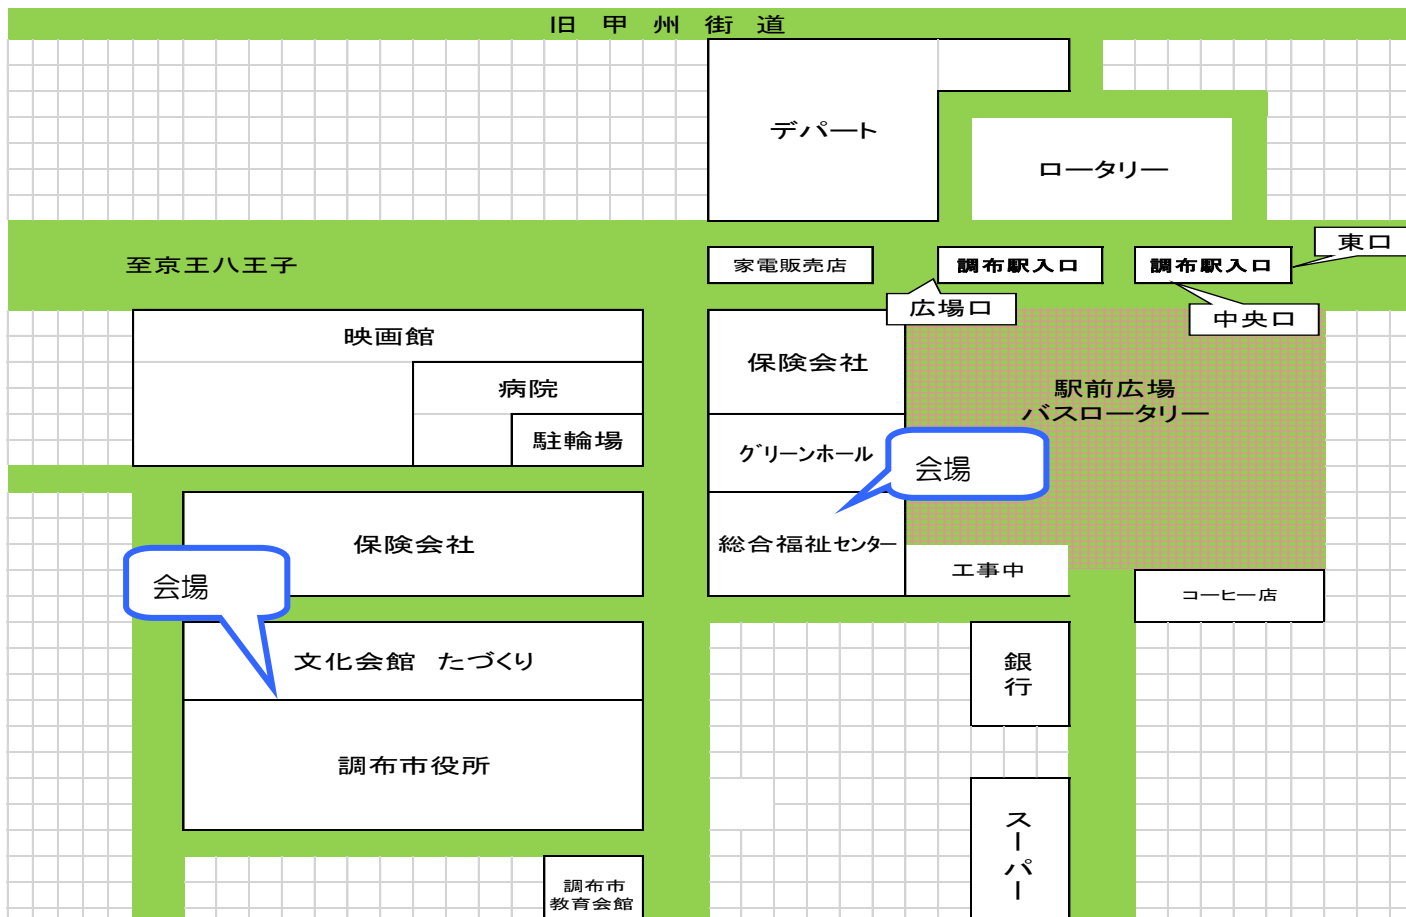 旧甲州街道
デパート
ロータリー
東口
至京王八王子
家電販売店
調布駅入口
調布駅入口
広場口
中央口
映画館
保険会社
病院
駅前広場
バスロータリー
駐輪場
グリーンホール
会場
保険会社
総合福祉センター
工事中
会場
コーヒー店
文化会館 たづくり
銀行
調布市役所
スーパー
調布市
教育会館